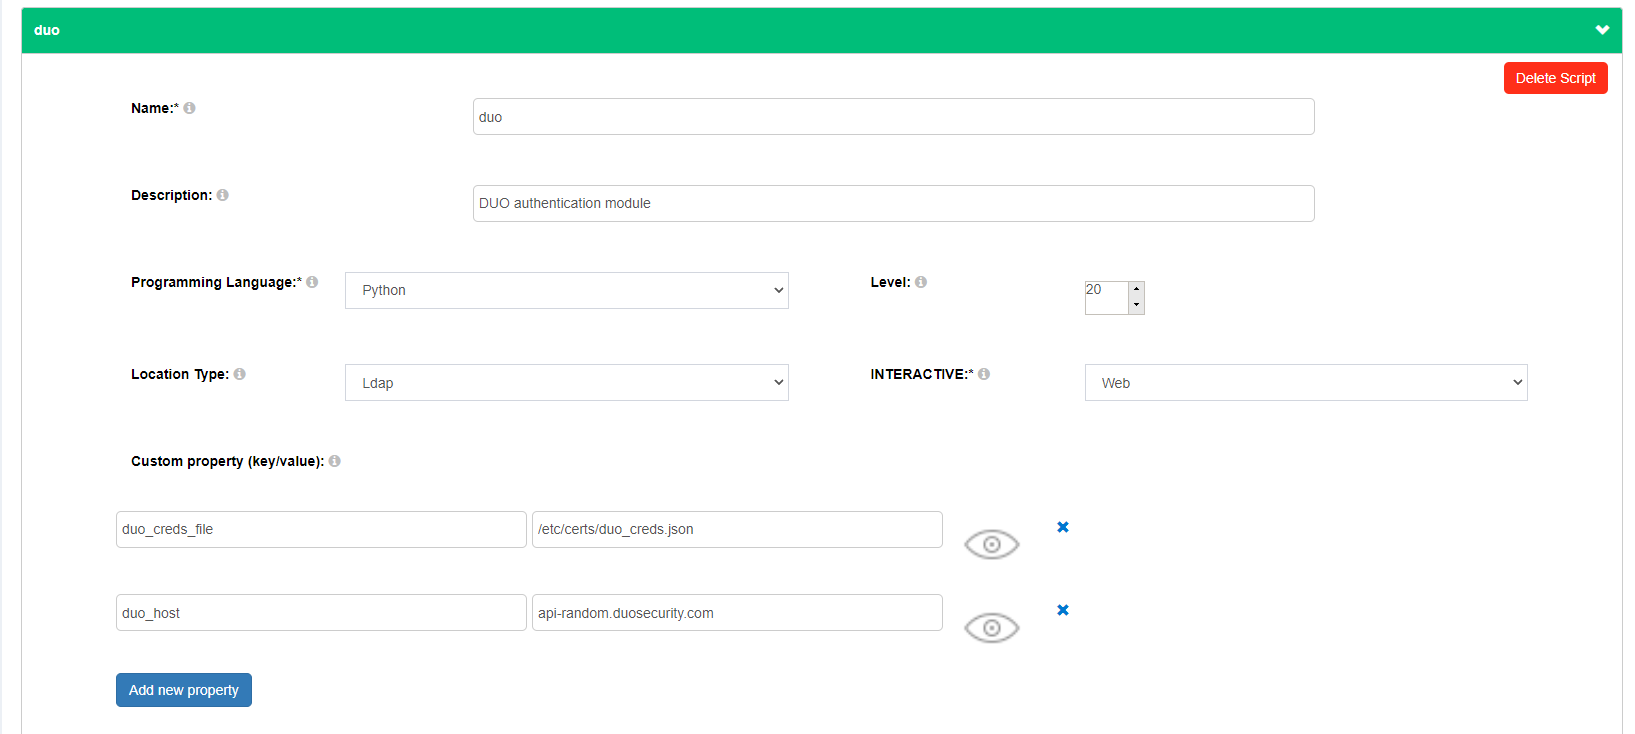 duo
Delete Script
Name:*
duo
Description:
DUO authentication module
Programming Language:* Python Level: 20
Location Type: Ldap INTERACTIVE:* Web
Custom property (key/value):
duo_creds_file /etc/certs/duo_creds.json
duo_host api-random.duosecurity.com
Add new property